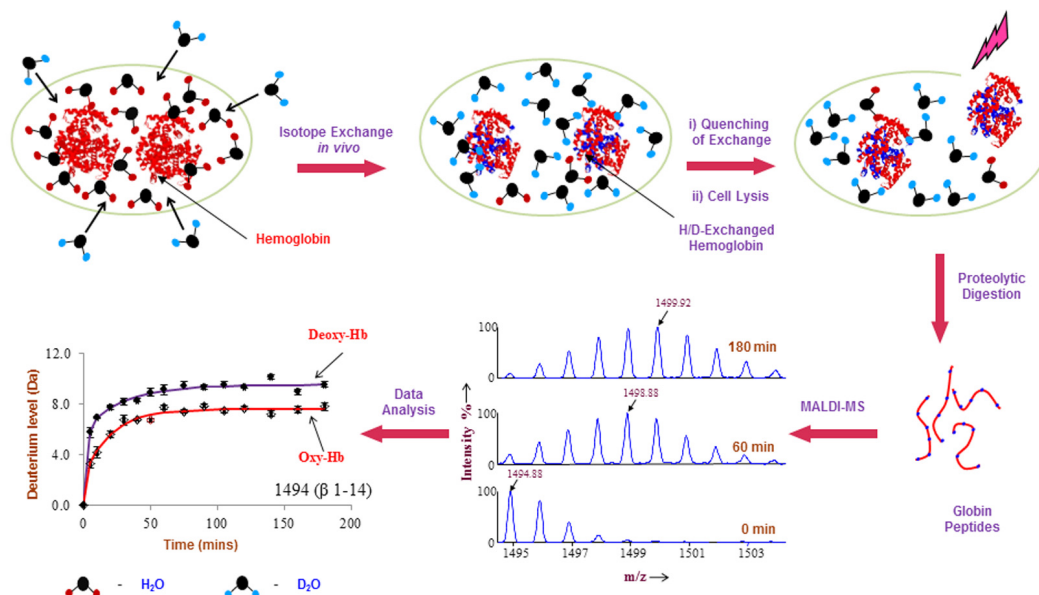 Isotope Exchange
in vivo
i) Quenching
of Exchange
ii) Cell Lysis
Hemoglobin
H/D-Exchanged
Hemoglobin
Proteolytic
Digestion
Deuterium level (Da)
12.0
8.0
4.0
0.0
Deoxy-Hb
Oxy-Hb
1494 (β 1-14)
0
50
100
150
200
Time (mins)
Data
Analysis
Intensity %→
1499.92
100
0
180 min
1498.88
100
0
60 min
1494.88
100
0
0 min
1495
1497
1499
1501
1503
m/z→
MALDI-MS
Globin
Peptides
- H₂O
- D₂O